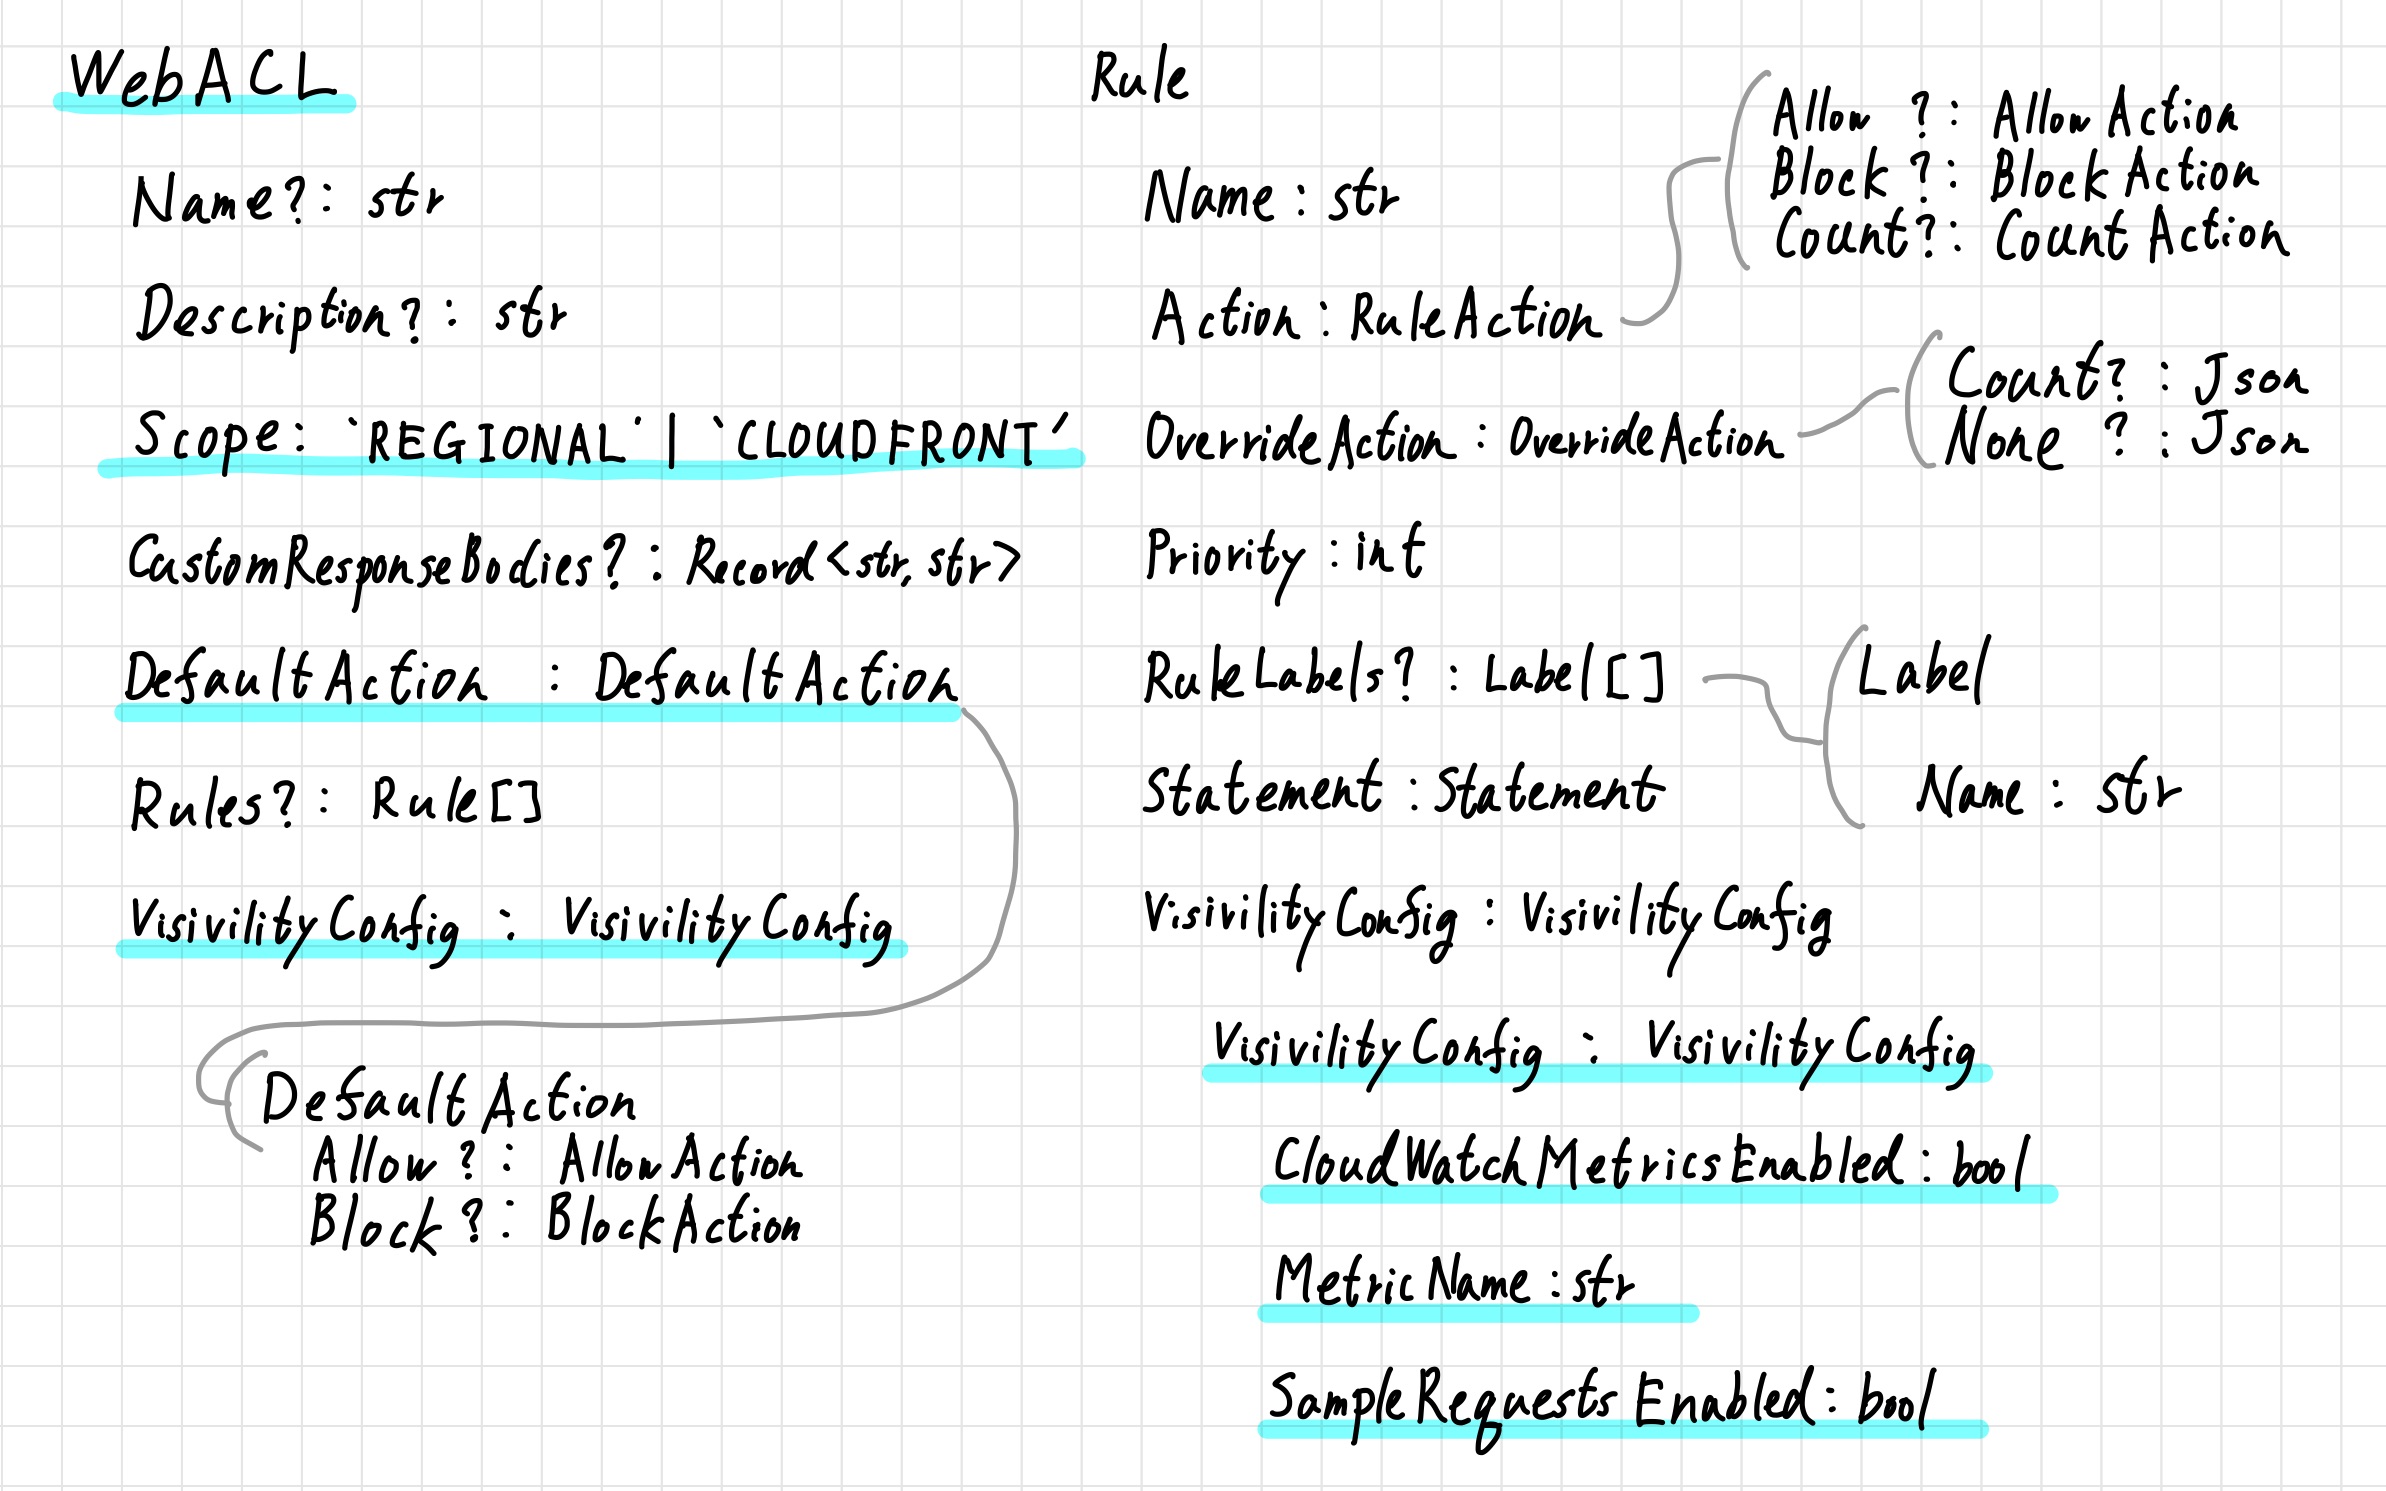 WebACL
Name?: str
Description?: str
Scope: `REGIONAL' | `CLOUDFRONT'
CustomResponseBodies?: Record<str, str>
DefaultAction : DefaultAction
Rules?: Rule[]
VisivilityConfig : VisivilityConfig
DefaultAction
Allow ?: AllowAction
Block ?: BlockAction
Rule
Name: str
Action: RuleAction
Allow ?: AllowAction
Block ?: BlockAction
Count?: CountAction
OverrideAction: OverrideAction
Count? : Json
None ? : Json
Priority : int
RuleLabels? : Label[]
Label
Name : str
Statement : Statement
VisivilityConfig : VisivilityConfig
VisivilityConfig : VisivilityConfig
CloudWatchMetricsEnabled : bool
MetricName : str
SampleRequestsEnabled : bool